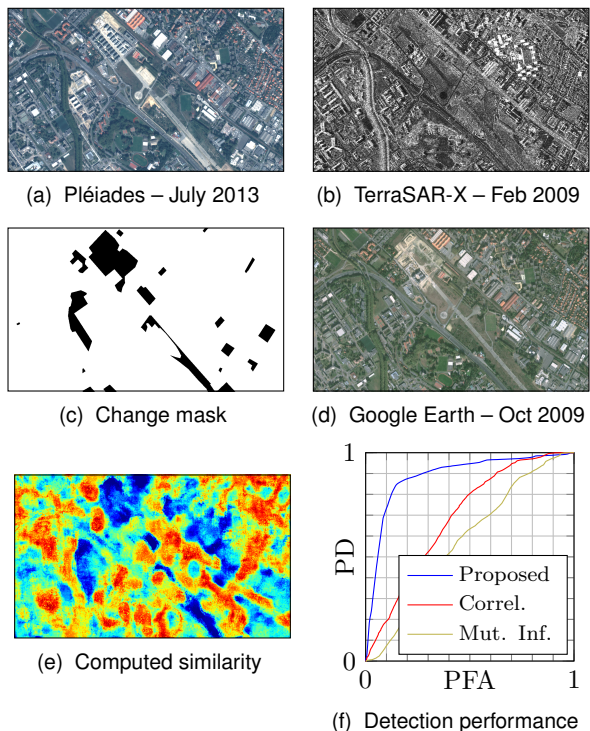 (a) Pléiades – July 2013
(b) TerraSAR-X – Feb 2009
(c) Change mask
(d) Google Earth – Oct 2009
(e) Computed similarity
1
PD
0
Proposed
Correl.
Mut. Inf.
0
PFA
1
(f) Detection performance